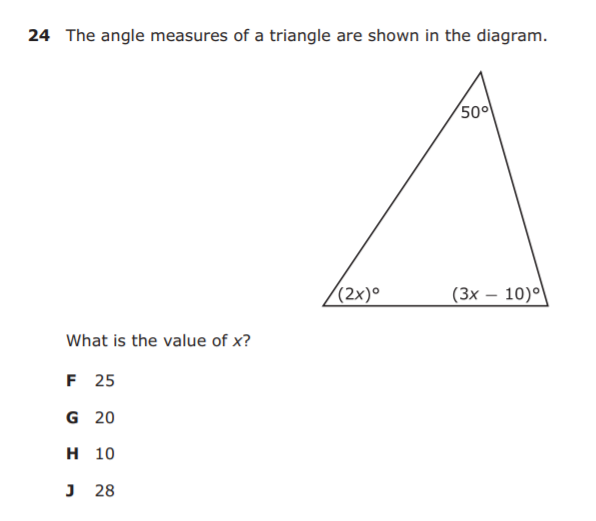 24 The angle measures of a triangle are shown in the diagram.
50°
(2x)° (3x – 10)°
What is the value of x?
F 25
G 20
H 10
J 28